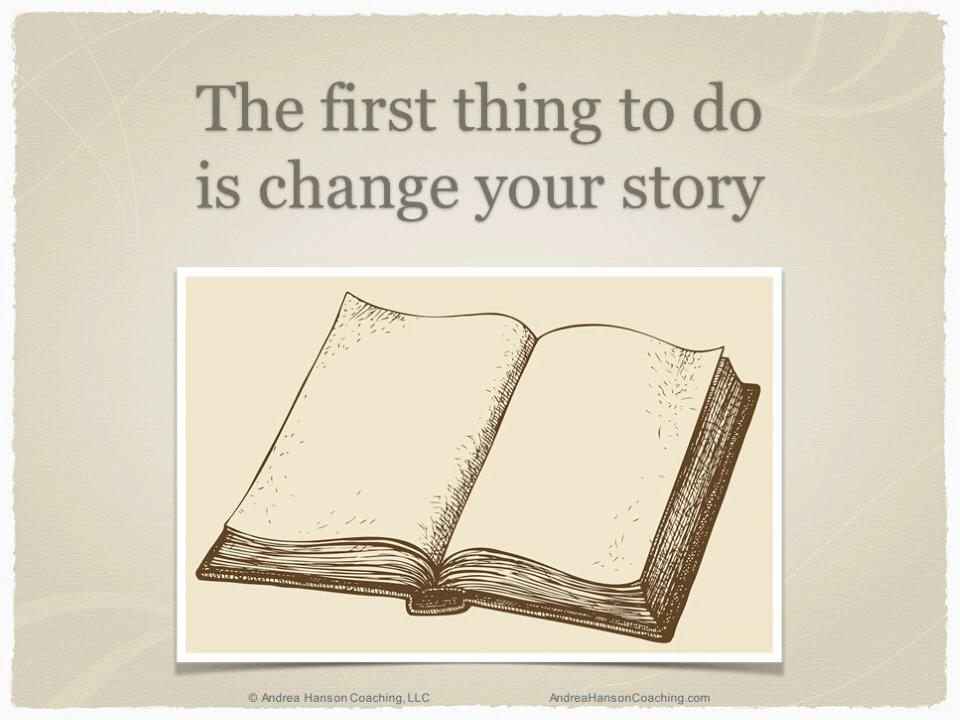 The first thing to do
is change your story
© Andrea Hanson Coaching, LLC
AndreaHansonCoaching.com